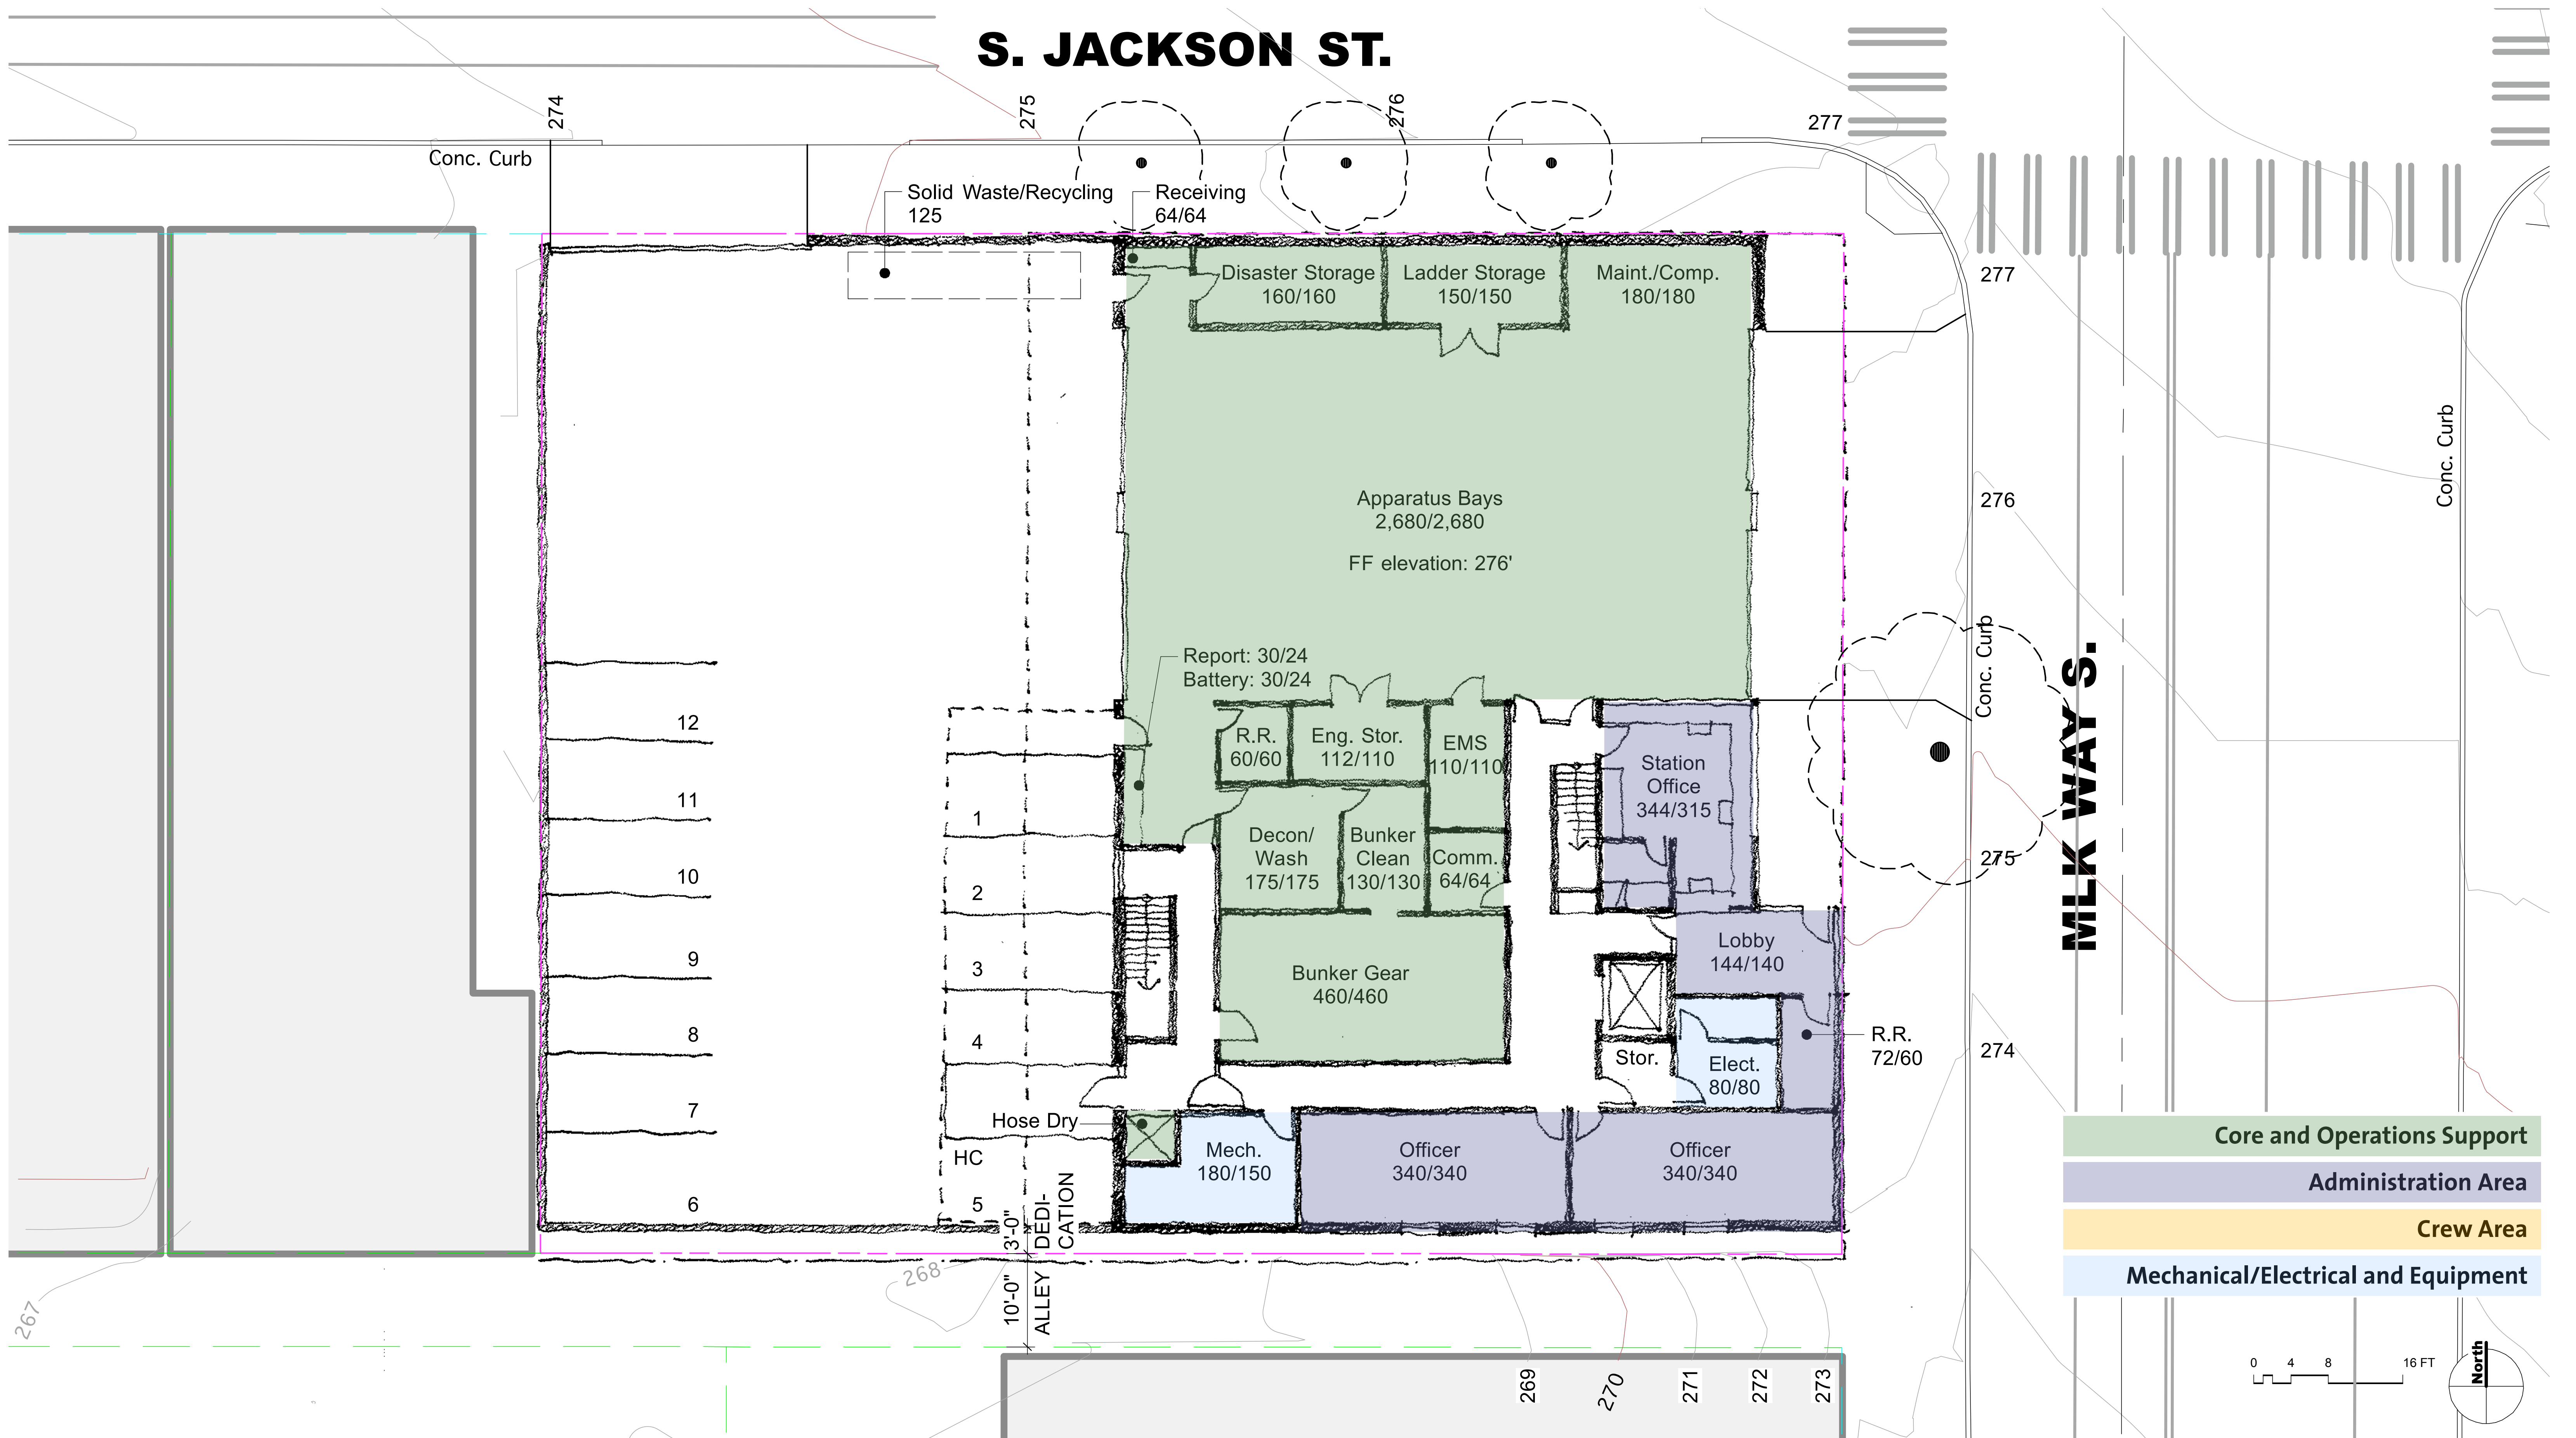 S. JACKSON ST.
274
275
276
277
Conc. Curb
Solid Waste/Recycling
125
Receiving
64/64
Disaster Storage
160/160
Ladder Storage
150/150
Maint./Comp.
180/180
277
Apparatus Bays
2,680/2,680
FF elevation: 276'
276
Conc. Curb
Conc. Curb
MLK WAY S.
Report: 30/24
Battery: 30/24
12
11
10
9
8
7
6
1
2
3
4
HC
5
R.R.
60/60
Eng. Stor.
112/110
EMS
110/110
Station
Office
344/315
Decon/
Wash
175/175
Bunker
Clean
130/130
Comm.
64/64
275
Lobby
144/140
Bunker Gear
460/460
R.R.
72/60
274
Stor.
Elect.
80/80
Hose Dry
Mech.
180/150
Officer
340/340
Officer
340/340
3'-0"
DEDI-
CATION
10'-0"
ALLEY
268
267
269
270
271
272
273
Core and Operations Support
Administration Area
Crew Area
Mechanical/Electrical and Equipment
0 4 8 16 FT
North